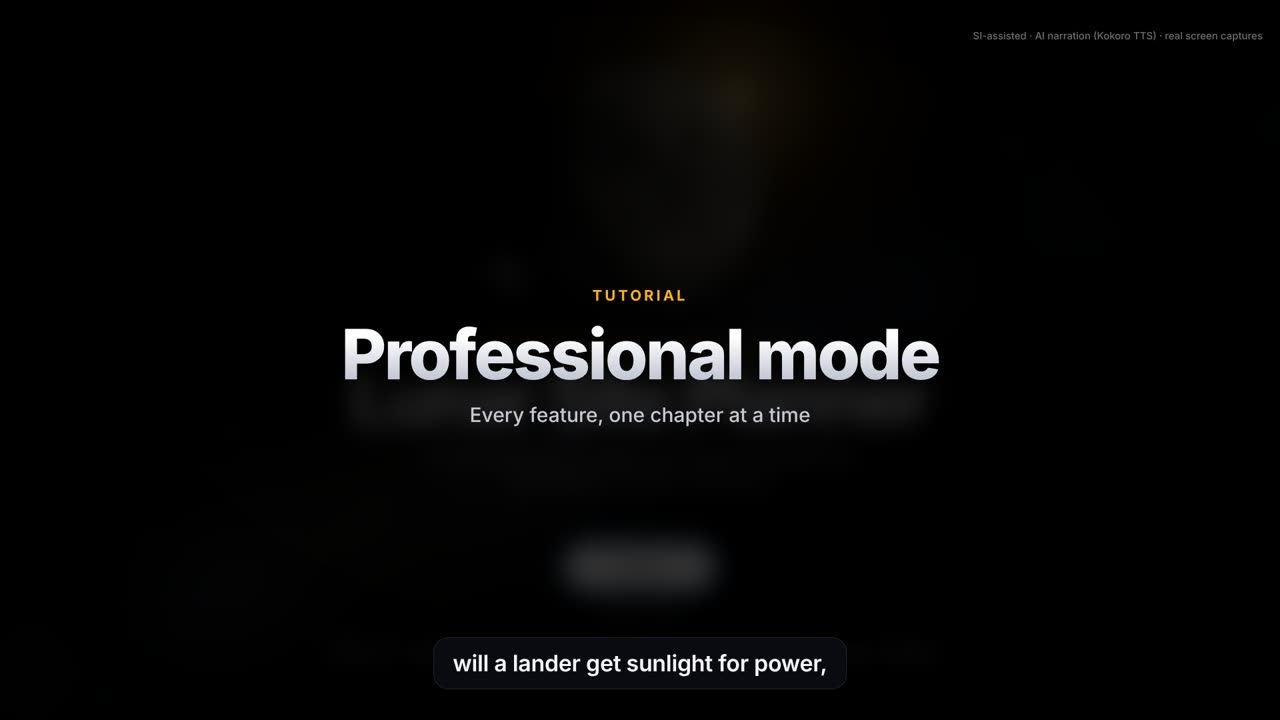 SI-assisted · AI narration (Kokoro TTS) · real screen captures
TUTORIAL
Professional mode
Every feature, one chapter at a time
will a lander get sunlight for power,